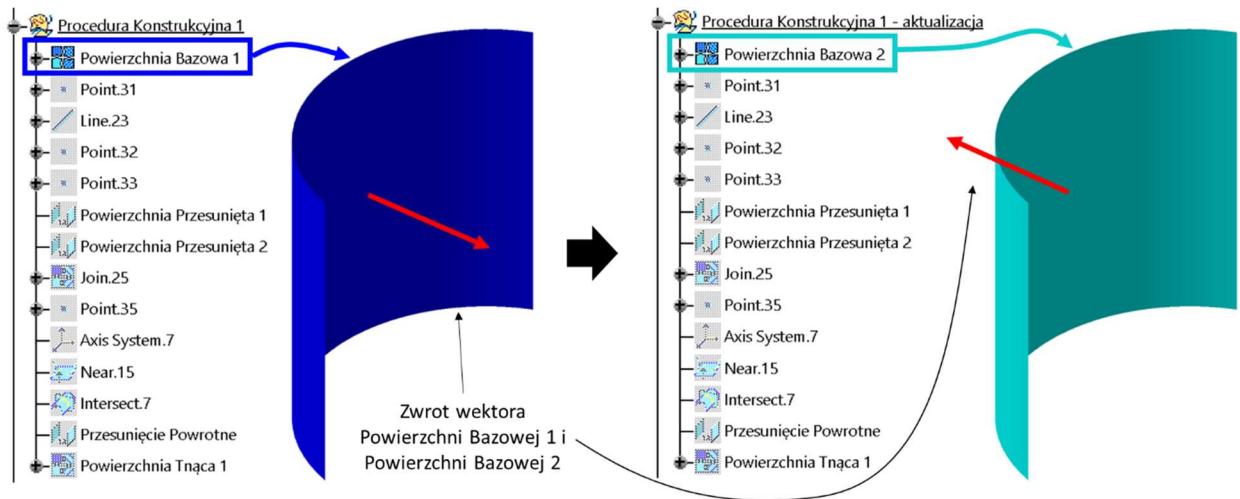 Procedura Konstrukcyjna 1
Powierzchnia Bazowa 1
Point.31
Line.23
Point.32
Point.33
Powierzchnia Przesunięta 1
Powierzchnia Przesunięta 2
Join.25
Point.35
Axis System.7
Near.15
Intersect.7
Przesunięcie Powrotne
Powierzchnia Tnąca 1
Zwrot wektora
Powierzchni Bazowej 1 i
Powierzchni Bazowej 2
Procedura Konstrukcyjna 1 - aktualizacja
Powierzchnia Bazowa 2
Point.31
Line.23
Point.32
Point.33
Powierzchnia Przesunięta 1
Powierzchnia Przesunięta 2
Join.25
Point.35
Axis System.7
Near.15
Intersect.7
Przesunięcie Powrotne
Powierzchnia Tnąca 1